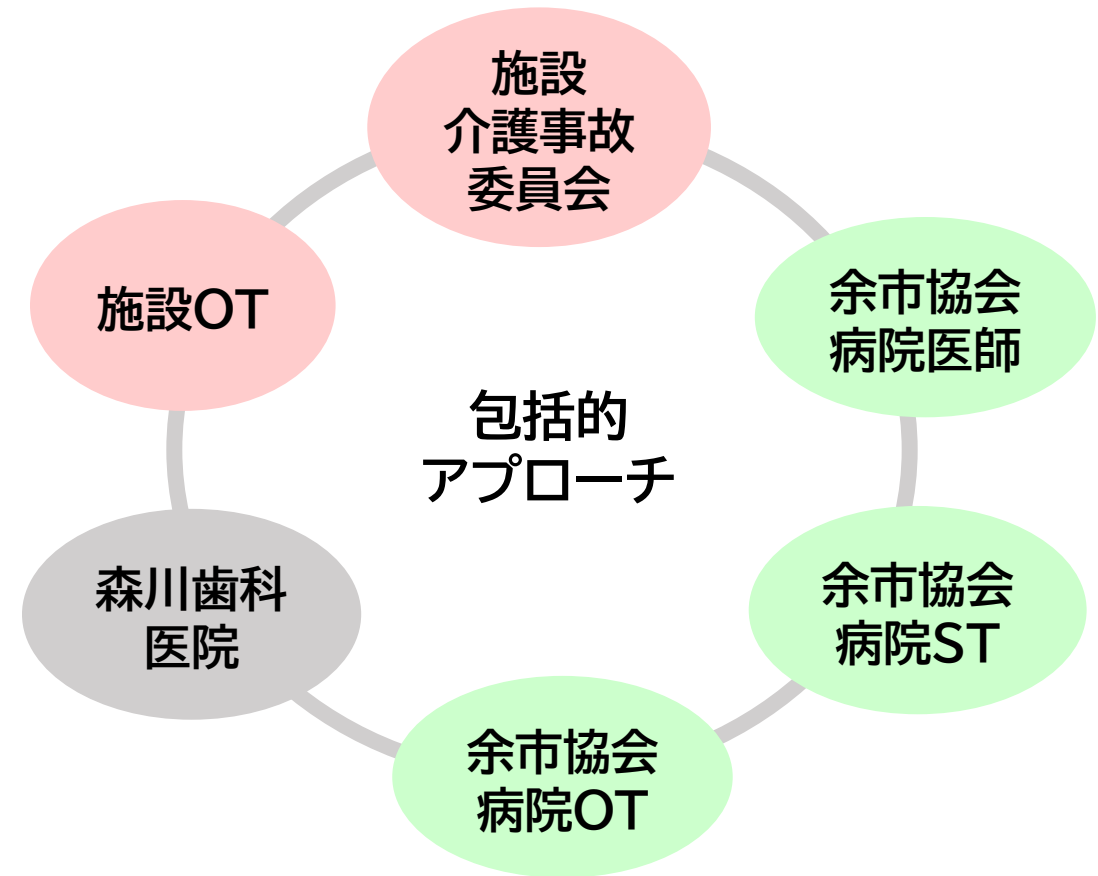 施設
介護事故
委員会
施設OT
余市協会
病院医師
包括的
アプローチ
森川歯科
医院
余市協会
病院ST
余市協会
病院OT